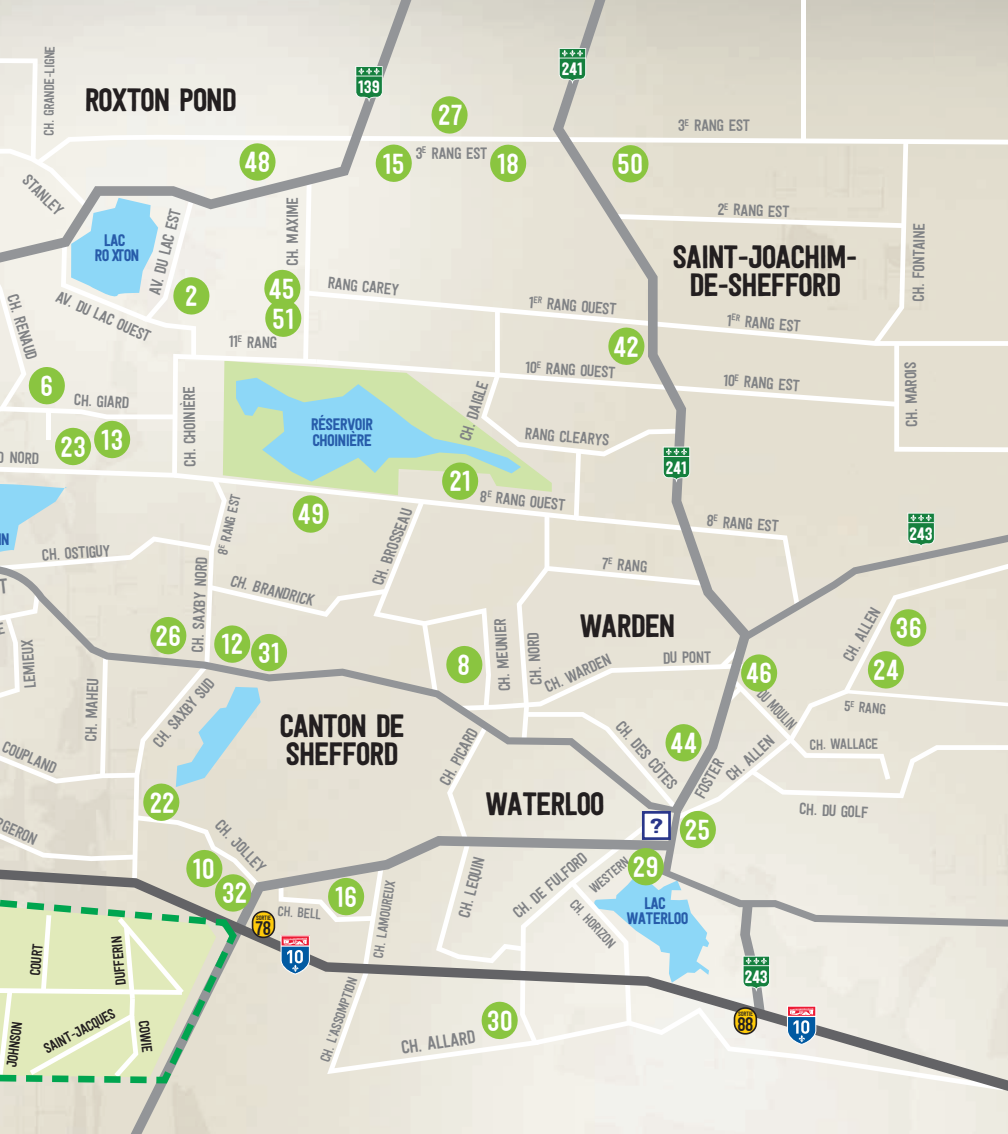 CH. GRANDE-LIGNE
ROXTON POND
139
241
27
3E RANG EST
48
15
3E RANG EST
18
50
STANLEY
2E RANG EST
LAC
RO XTON
AV. DU LAC EST
CH. MAXIME
SAINT-JOACHIM-
DE-SHEFFORD
CH. FONTAINE
2
45
51
RANG CAREY
1ER RANG OUEST
1ER RANG EST
AV. DU LAC OUEST
CH. RENAUD
11E RANG
42
6
CH. GIARD
10E RANG OUEST
10E RANG EST
CH. MAROIS
CH. CHOINIÈRE
RÉSERVOIR
CHOINIÈRE
CH. DAIGLE
RANG CLEARYS
23
13
NORD
241
21
8E RANG OUEST
49
8E RANG EST
8E RANG EST
243
CH. OSTIGUY
CH. BROSSEAU
7E RANG
CH. BRANDRICK
CH. SAXBY NORD
LEMIEUX
26
12
31
8
CH. MEUNIER
CH. NORD
WARDEN
DU PONT
CH. WARDEN
CH. ALLEN
36
24
46
DU MOULIN
5E RANG
CH. MAHEU
CH. SAXBY SUD
CANTON DE
SHEFFORD
CH. PICARD
CH. DES CÔTES
44
FOSTER
CH. ALLEN
CH. WALLACE
COUPLAND
22
WATERLOO
?
25
CH. DU GOLF
CH. JOLLEY
10
32
16
CH. BELL
CH. LAMOUREUX
CH. LEQUIN
CH. DE FULFORD
WESTERN
29
CH. HORIZON
LAC
WATERLOO
SORTIE
78
10
243
COURT
DUFFERIN
JOHNSON
SAINT-JACQUES
COWIE
CH. L'ASSOMPTION
CH. ALLARD
30
SORTIE
88
10